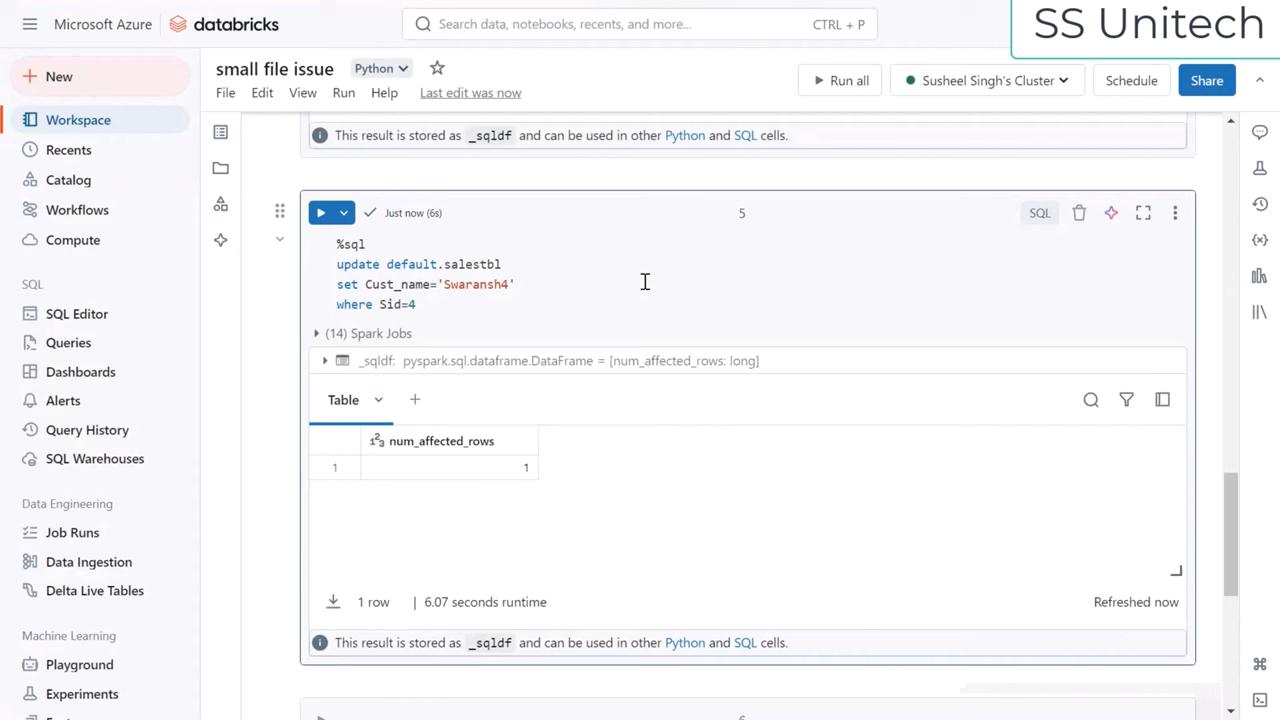 Microsoft Azure
databricks
Search data, notebooks, recents, and more...
CTRL + P
SS Unitech
New
Workspace
Recents
Catalog
Workflows
Compute
SQL
SQL Editor
Queries
Dashboards
Alerts
Query History
SQL Warehouses
Data Engineering
Job Runs
Data Ingestion
Delta Live Tables
Machine Learning
Playground
Experiments
small file issue
Python
File Edit View Run Help Last edit was now
Run all
Susheel Singh's Cluster
Schedule
Share
This result is stored as _sqldf and can be used in other Python and SQL cells.
Just now (6s)
5
SQL
%sql
update default.salestbl
set Cust_name='Swaransh4'
where Sid=4
(14) Spark Jobs
_sqldf: pyspark.sql.dataframe.DataFrame = [num_affected_rows: long]
Table
1 2 3 num_affected_rows
1 1
1 row | 6.07 seconds runtime
Refreshed now
This result is stored as _sqldf and can be used in other Python and SQL cells.